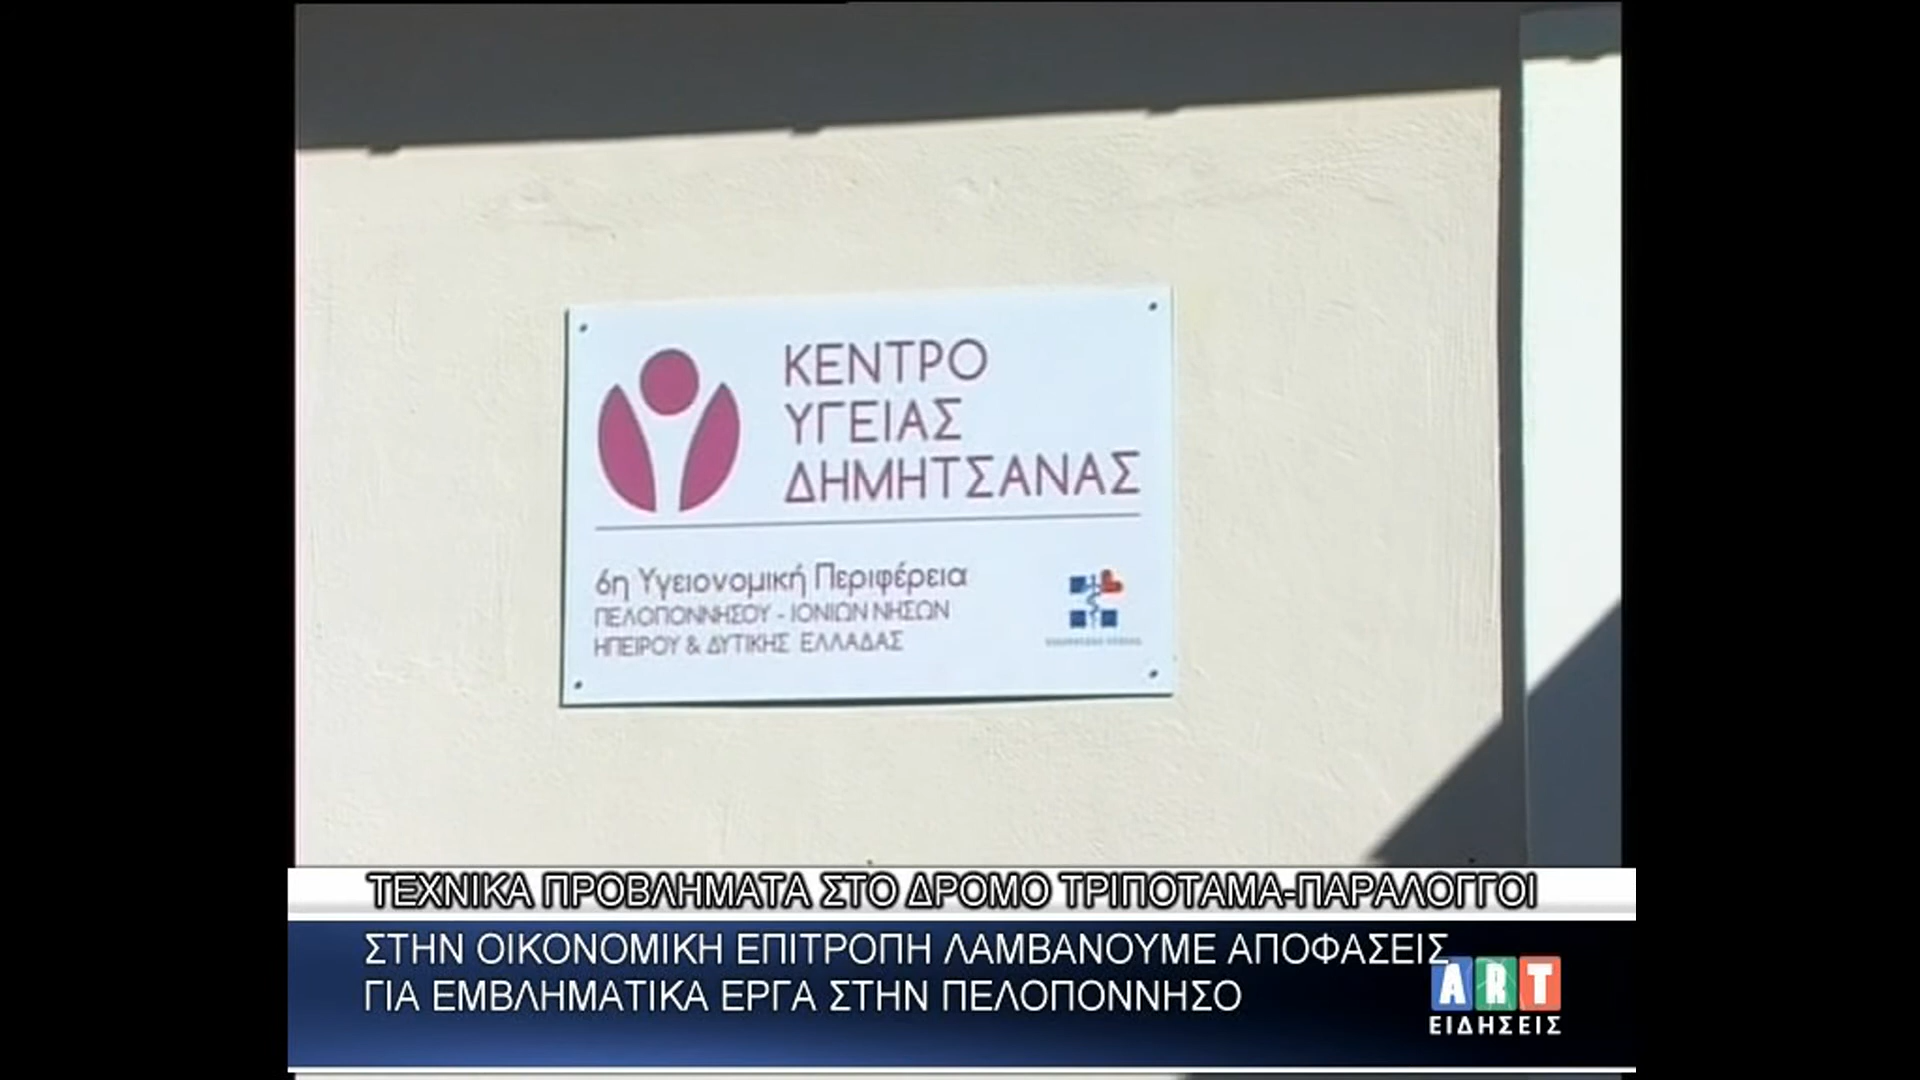 ΚΕΝΤΡΟ
ΥΓΕΙΑΣ
ΔΗΜΗΤΣΑΝΑΣ
6η Υγειονομική Περιφέρεια
ΠΕΛΟΠΟΝΝΗΣΟΥ - ΙΟΝΙΩΝ ΝΗΣΩΝ
ΗΠΕΙΡΟΥ & ΔΥΤΙΚΗΣ ΕΛΛΑΔΑΣ
ΤΕΧΝΙΚΑ ΠΡΟΒΛΗΜΑΤΑ ΣΤΟ ΔΡΟΜΟ ΤΡΙΠΟΤΑΜΑ-ΠΑΡΑΛΟΓΓΟΙ
ΣΤΗΝ ΟΙΚΟΝΟΜΙΚΗ ΕΠΙΤΡΟΠΗ ΛΑΜΒΑΝΟΥΜΕ ΑΠΟΦΑΣΕΙΣ
ΓΙΑ ΕΜΒΛΗΜΑΤΙΚΑ ΕΡΓΑ ΣΤΗΝ ΠΕΛΟΠΟΝΝΗΣΟ
ART
ΕΙΔΗΣΕΙΣ